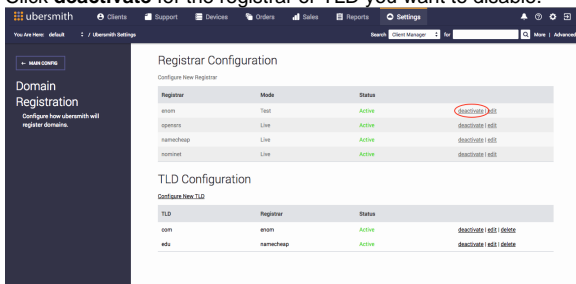 Click deactivate for the registrar or TLD you want to disable.
ubersmith Clients Support Devices Orders Sales Reports Settings
You Are Here: default / Ubersmith Settings Search Client Manager for More | Advanced
← MAIN CONFIG
Domain
Registration
Configure how ubersmith will
register domains.
Registrar Configuration
Configure New Registrar
Registrar Mode Status
enom Test Active deactivate | edit
opensrs Live Active deactivate | edit
namecheap Live Active deactivate | edit
nominet Live Active deactivate | edit
TLD Configuration
Configure New TLD
TLD Registrar Status
com enom Active deactivate | edit | delete
edu namecheap Active deactivate | edit | delete